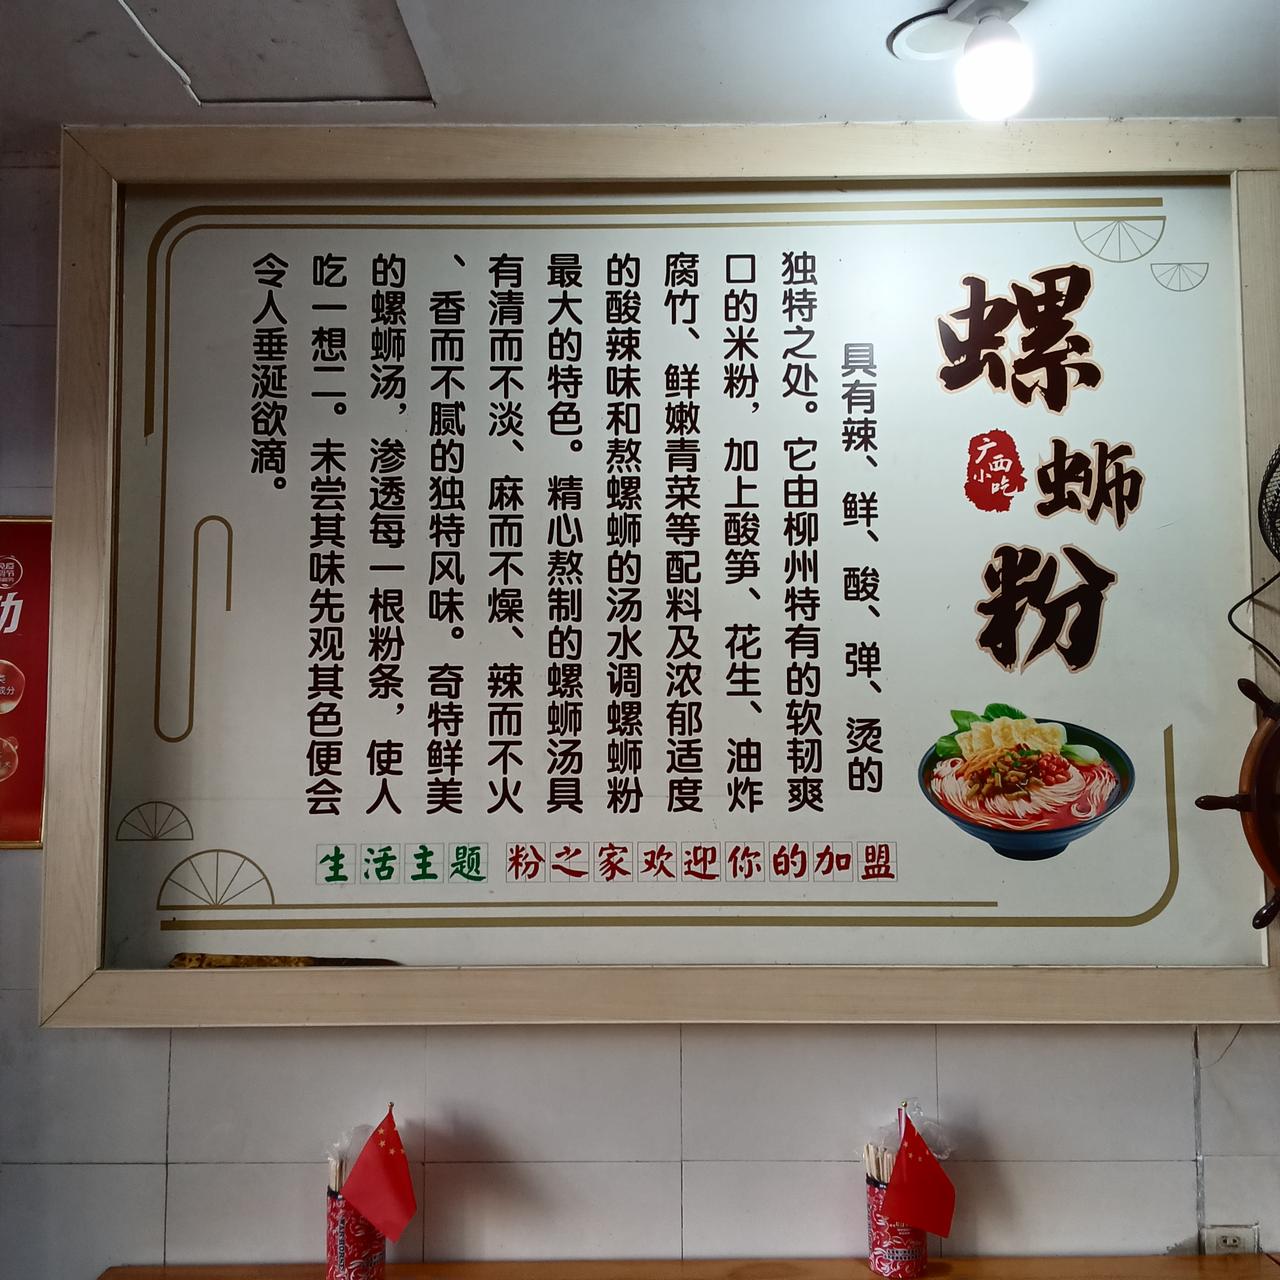 螺蛳粉
广西
小吃
具有辣、鲜、酸、弹、烫的
独特之处。它由柳州特有的软韧爽
口的米粉，加上酸笋、花生、油炸
腐竹、鲜嫩青菜等配料及浓郁适度
的酸辣味和熬螺蛳的汤水调螺蛳粉
最大的特色。精心熬制的螺蛳汤具
有清而不淡、麻而不燥、辣而不火
、香而不腻的独特风味。奇特鲜美
的螺蛳汤，渗透每一根粉条，使人
吃一想二。未尝其味先观其色便会
令人垂涎欲滴。
生活主题 粉之家欢迎你的加盟